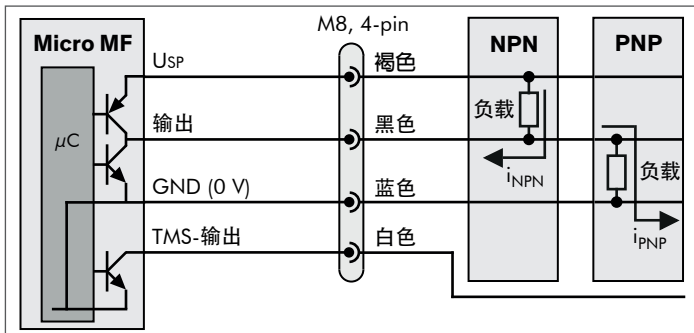 M8, 4-pin
Micro MF
NPN
PNP
USP
褐色
μC
输出
黑色
负载
负载
iNPN
GND (0 V)
蓝色
iPNP
TMS-输出
白色